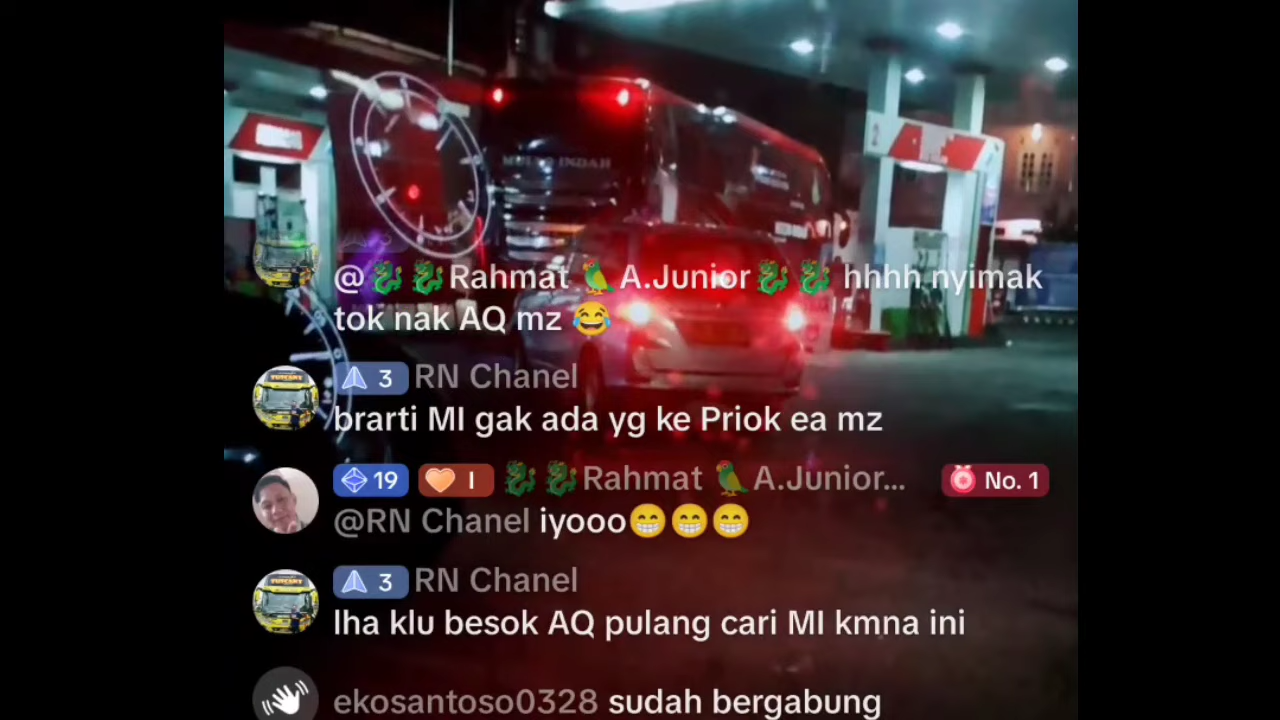 MULYO INDAH
@🐉🐉Rahmat 🦜A.Junior🐉🐉 hhhh nyimak
tok nak AQ mz 😂
3 RN Chanel
brarti MI gak ada yg ke Priok ea mz
19 I 🐉🐉Rahmat 🦜A.Junior... No. 1
@RN Chanel iyooo😁😁😁
3 RN Chanel
lha klu besok AQ pulang cari MI kmna ini
ekosantoso0328 sudah bergabung